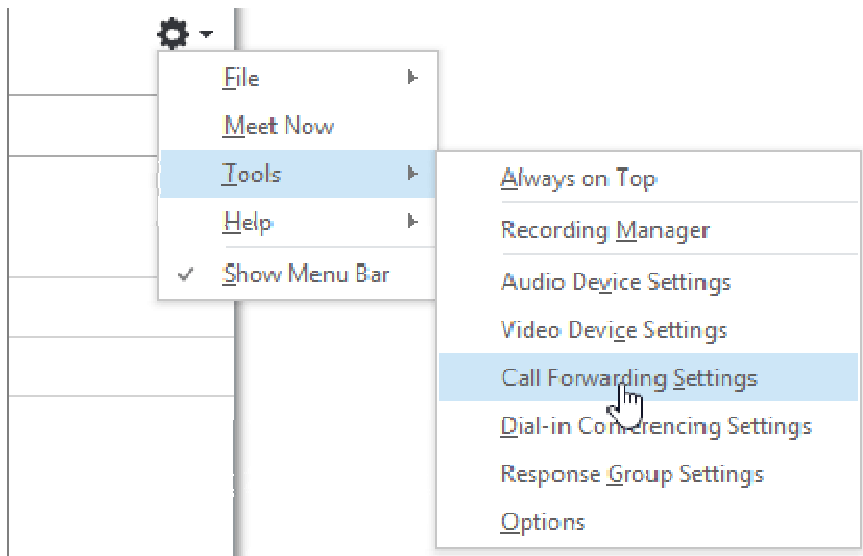 File
Meet Now
Tools
Help
Show Menu Bar
Always on Top
Recording Manager
Audio Device Settings
Video Device Settings
Call Forwarding Settings
Dial-in Conferencing Settings
Response Group Settings
Options